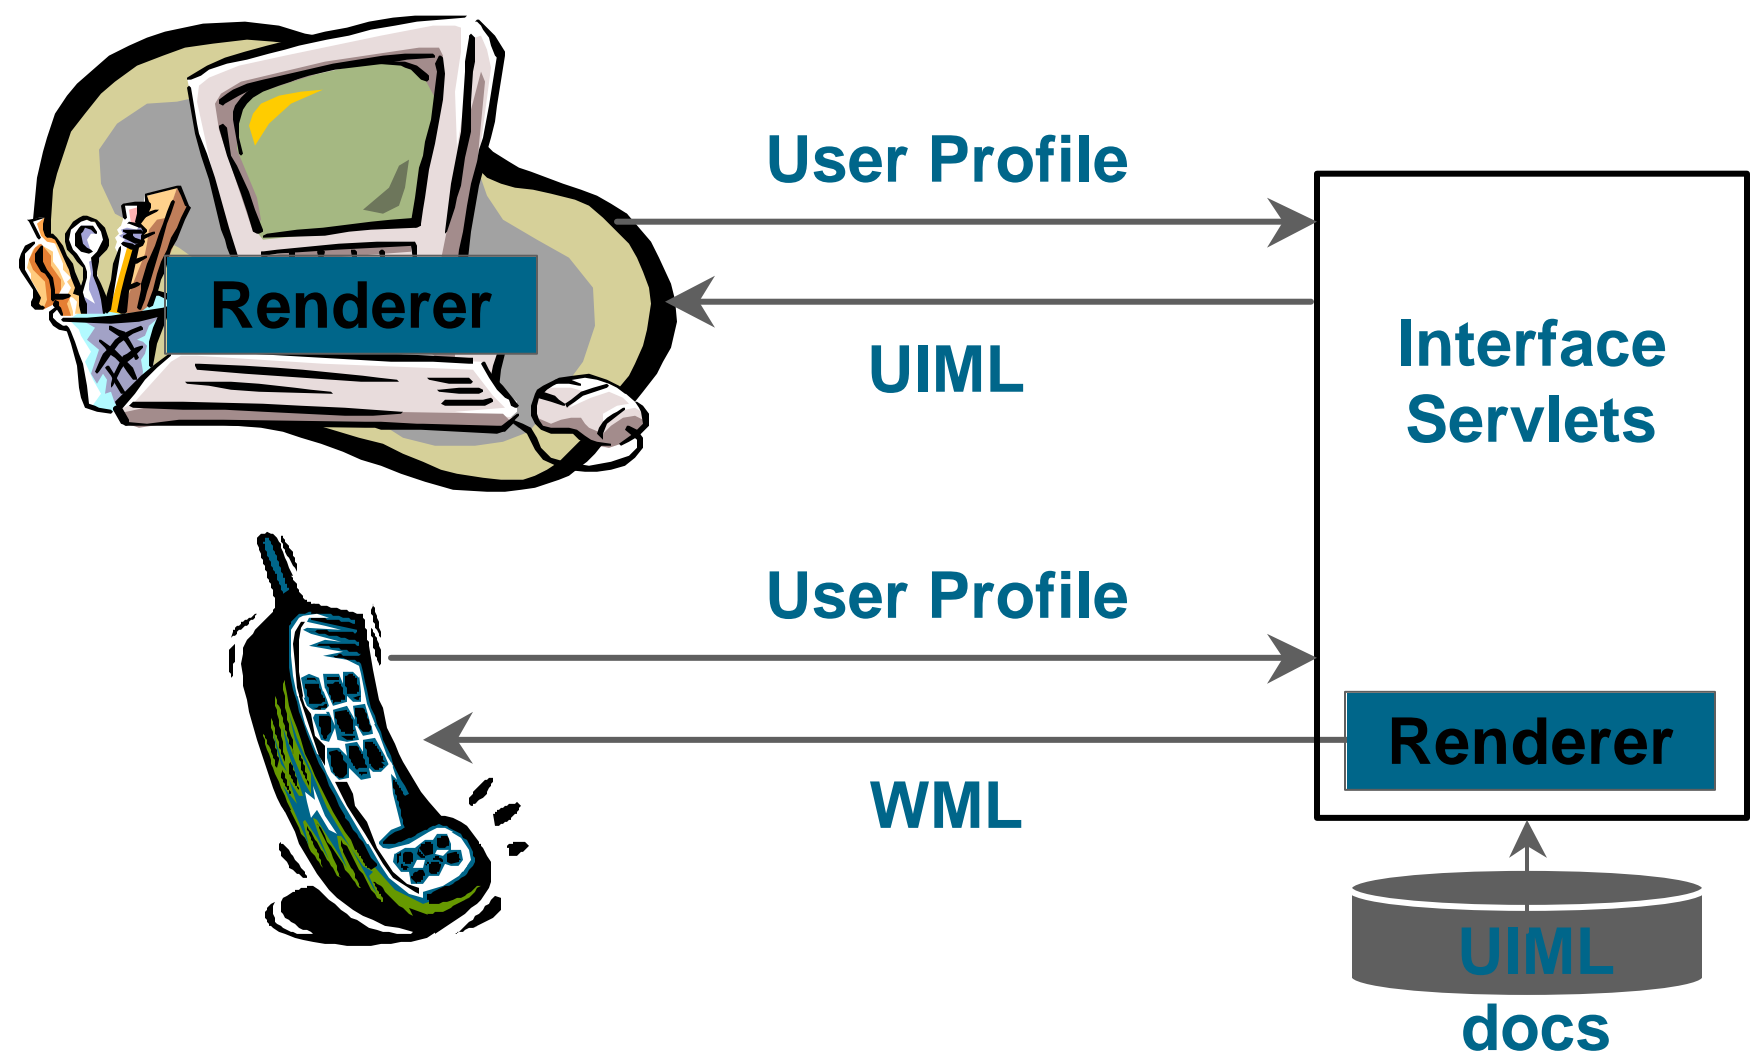 User Profile
Renderer
UIML
Interface
Servlets
User Profile
Renderer
WML
UIML
docs